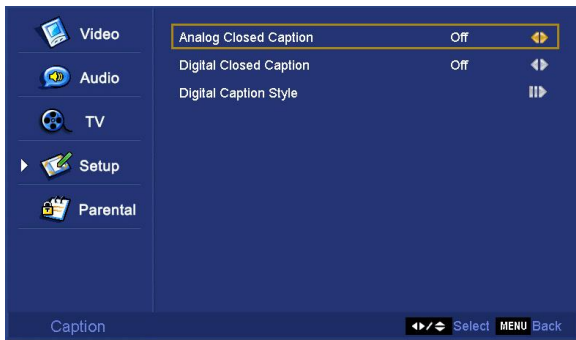 Video
Audio
TV
Setup
Parental
Analog Closed Caption Off
Digital Closed Caption Off
Digital Caption Style
Caption
Select MENU Back